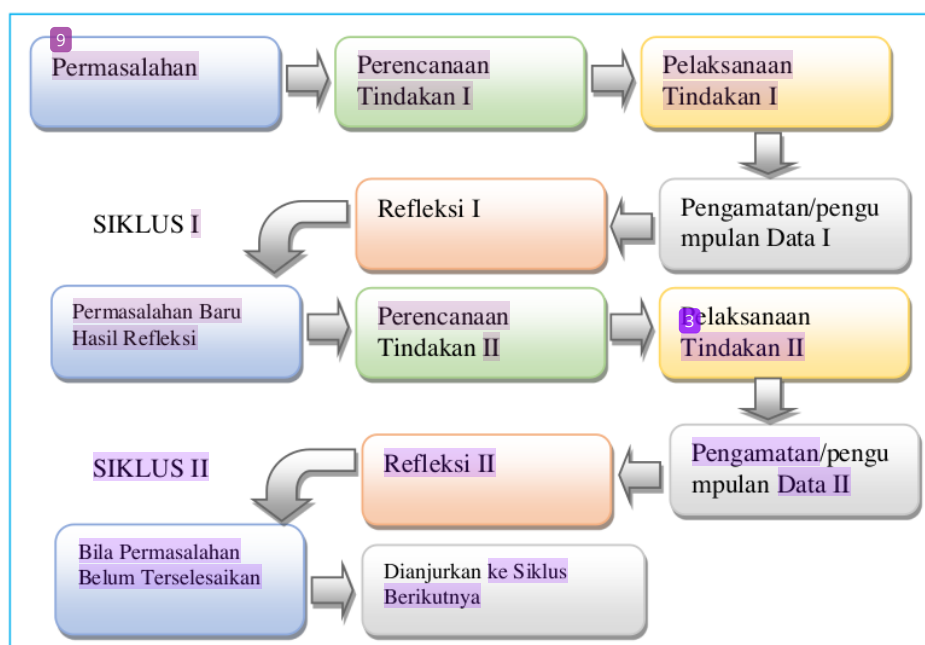 9
Permasalahan
Perencanaan
Tindakan I
Pelaksanaan
Tindakan I
SIKLUS I
Refleksi I
Pengamatan/pengu
mpulan Data I
Permasalahan Baru
Hasil Refleksi
Perencanaan
Tindakan II
3
Pelaksanaan
Tindakan II
SIKLUS II
Refleksi II
Pengamatan/pengu
mpulan Data II
Bila Permasalahan
Belum Terselesaikan
Dianjurkan ke Siklus
Berikutnya